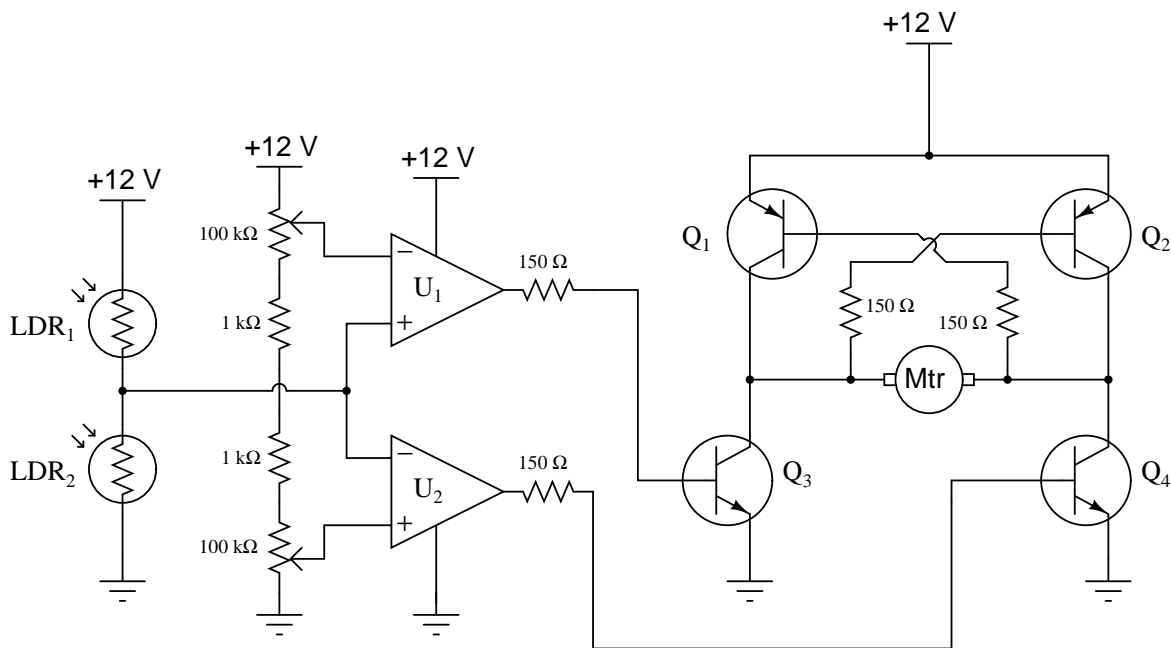 +12 V
+12 V
+12 V
+12 V
100 kΩ
−
Q₁
Q₂
150 Ω
U₁
1 kΩ
+
LDR₁
150 Ω
150 Ω
Mtr
LDR₂
1 kΩ
−
150 Ω
U₂
Q₃
Q₄
+
100 kΩ